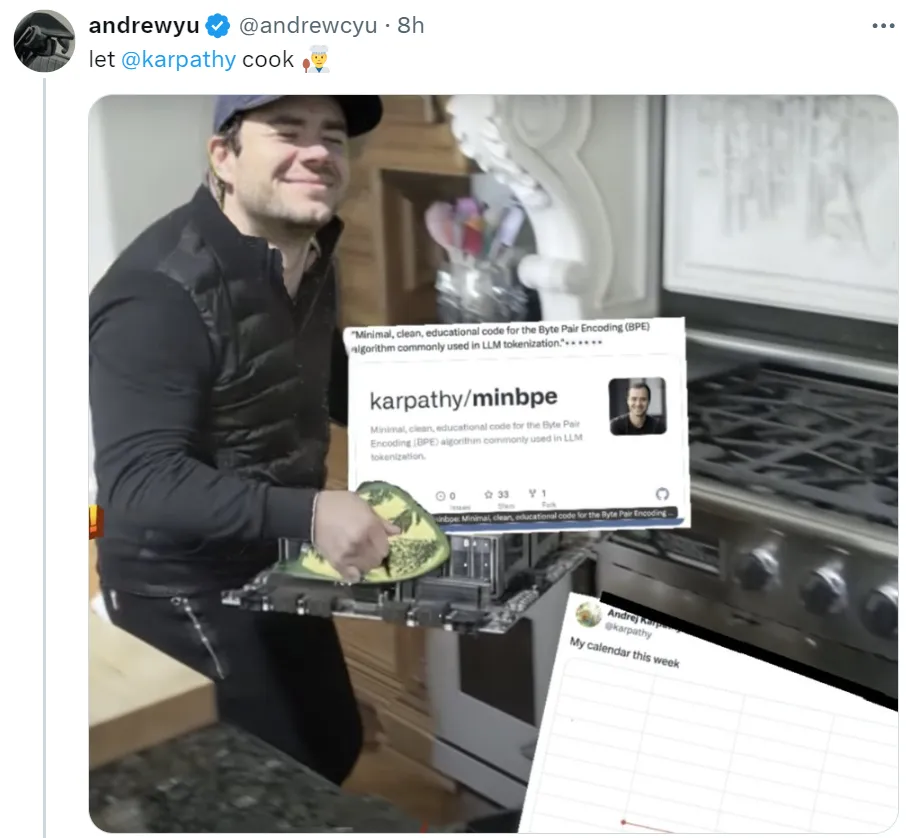 andrewyu @andrewcyu · 8h
let @karpathy cook 👨‍🍳
"Minimal, clean, educational code for the Byte Pair Encoding (BPE)
algorithm commonly used in LLM tokenization."
karpathy/minbpe
Minimal, clean, educational code for the Byte Pair
Encoding (BPE) algorithm commonly used in LLM
tokenization.
0 33 1
Issues Stars Fork
minbpe: Minimal, clean, educational code for the Byte Pair Encoding ...
Andrej Karpathy
@karpathy
My calendar this week